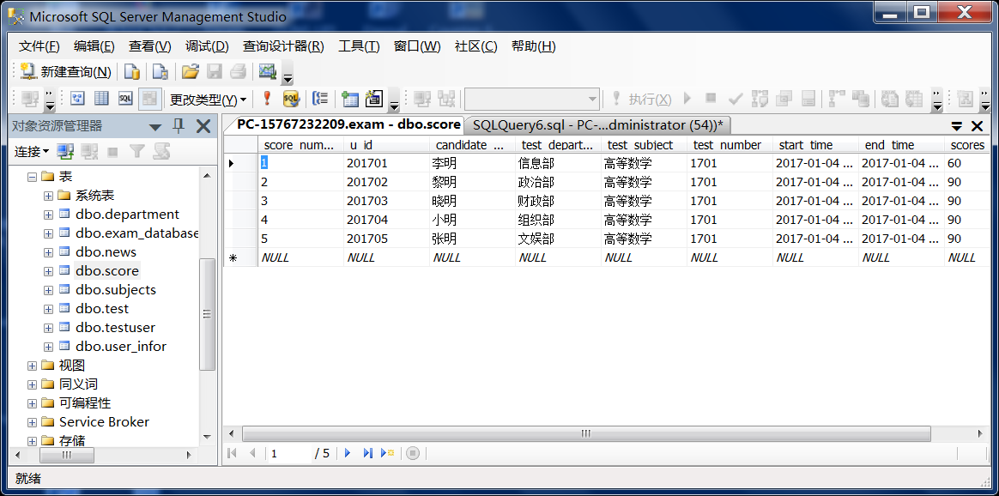 Microsoft SQL Server Management Studio
文件(F) 编辑(E) 查看(V) 调试(D) 查询设计器(R) 工具(T) 窗口(W) 社区(C) 帮助(H)
新建查询(N)
SQL 更改类型(Y) SQL 执行(X)
对象资源管理器
连接
表
系统表
dbo.department
dbo.exam_database
dbo.news
dbo.score
dbo.subjects
dbo.test
dbo.testuser
dbo.user_infor
视图
同义词
可编程性
Service Broker
存储
PC-15767232209.exam - dbo.score SQLQuery6.sql - PC-...dministrator (54))*
score_num... u_id candidate_... test_depart... test_subject test_number start_time end_time scores
1 201701 李明 信息部 高等数学 1701 2017-01-04 ... 2017-01-04 ... 60
2 201702 黎明 政治部 高等数学 1701 2017-01-04 ... 2017-01-04 ... 90
3 201703 晓明 财政部 高等数学 1701 2017-01-04 ... 2017-01-04 ... 90
4 201704 小明 组织部 高等数学 1701 2017-01-04 ... 2017-01-04 ... 90
5 201705 张明 文娱部 高等数学 1701 2017-01-04 ... 2017-01-04 ... 90
NULL NULL NULL NULL NULL NULL NULL NULL NULL
1 / 5
就绪